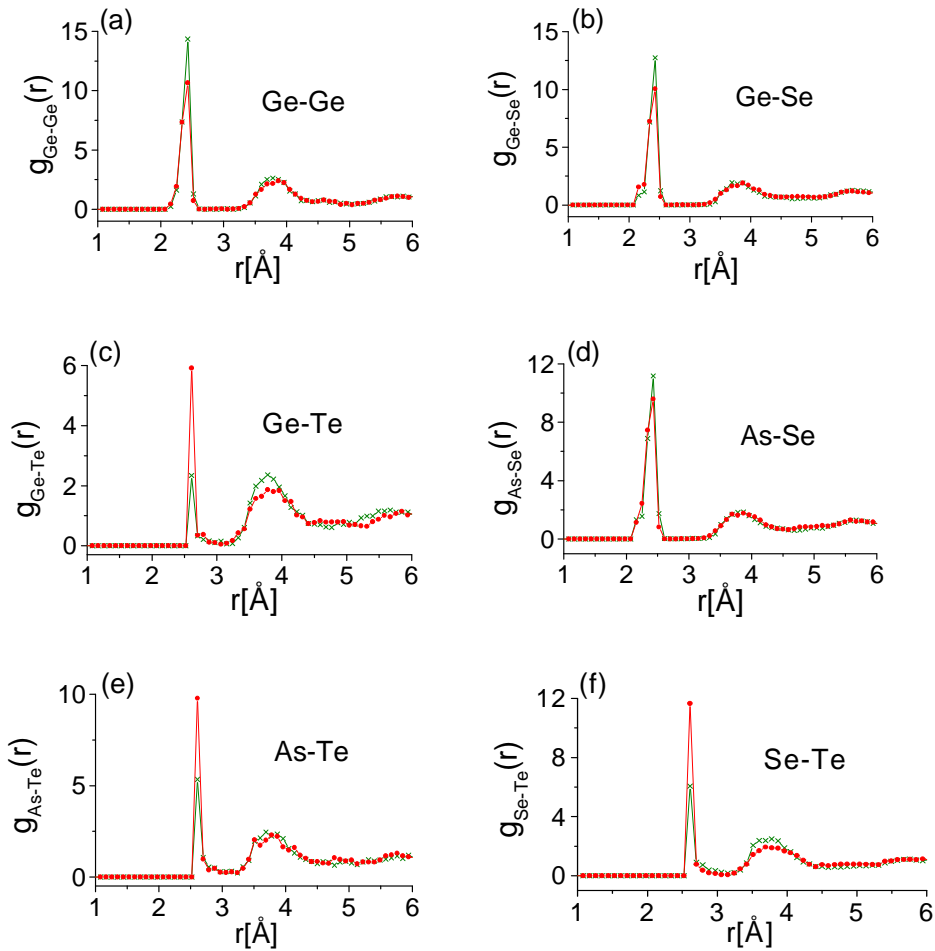 (a)
15
10
5
0
g_Ge-Ge(r)
Ge-Ge
1 2 3 4 5 6
r[Å]
(b)
15
10
5
0
g_Ge-Se(r)
Ge-Se
1 2 3 4 5 6
r[Å]
(c)
6
4
2
0
g_Ge-Te(r)
Ge-Te
1 2 3 4 5 6
r[Å]
(d)
12
8
4
0
g_As-Se(r)
As-Se
1 2 3 4 5 6
r[Å]
(e)
10
5
0
g_As-Te(r)
As-Te
1 2 3 4 5 6
r[Å]
(f)
12
8
4
0
g_Se-Te(r)
Se-Te
1 2 3 4 5 6
r[Å]